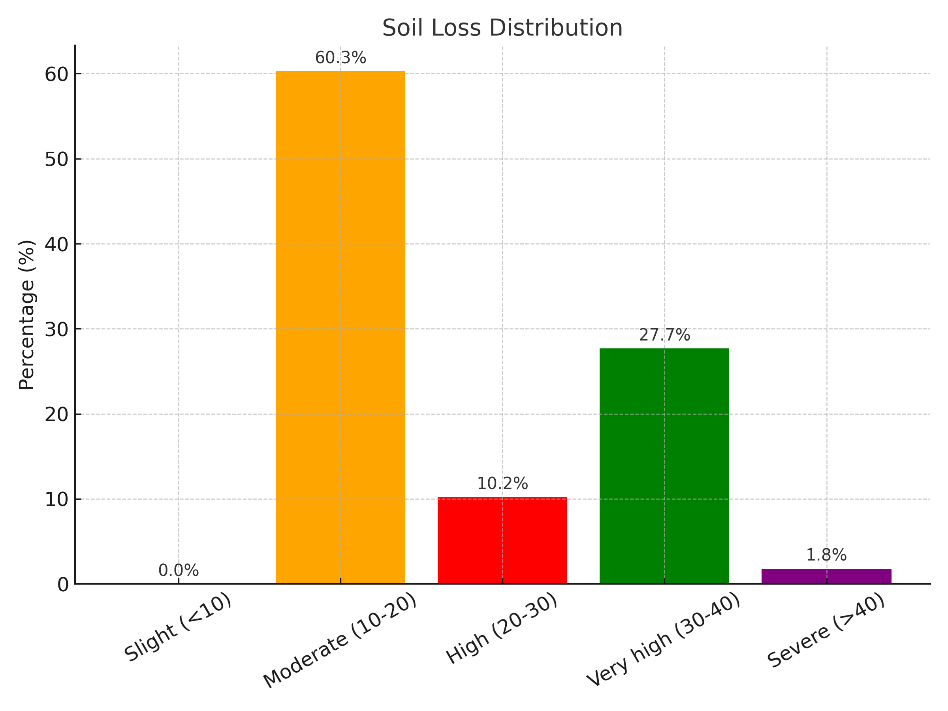 Soil Loss Distribution
Percentage (%)
60
50
40
30
20
10
0
0.0%
60.3%
10.2%
27.7%
1.8%
Slight (<10)
Moderate (10-20)
High (20-30)
Very high (30-40)
Severe (>40)